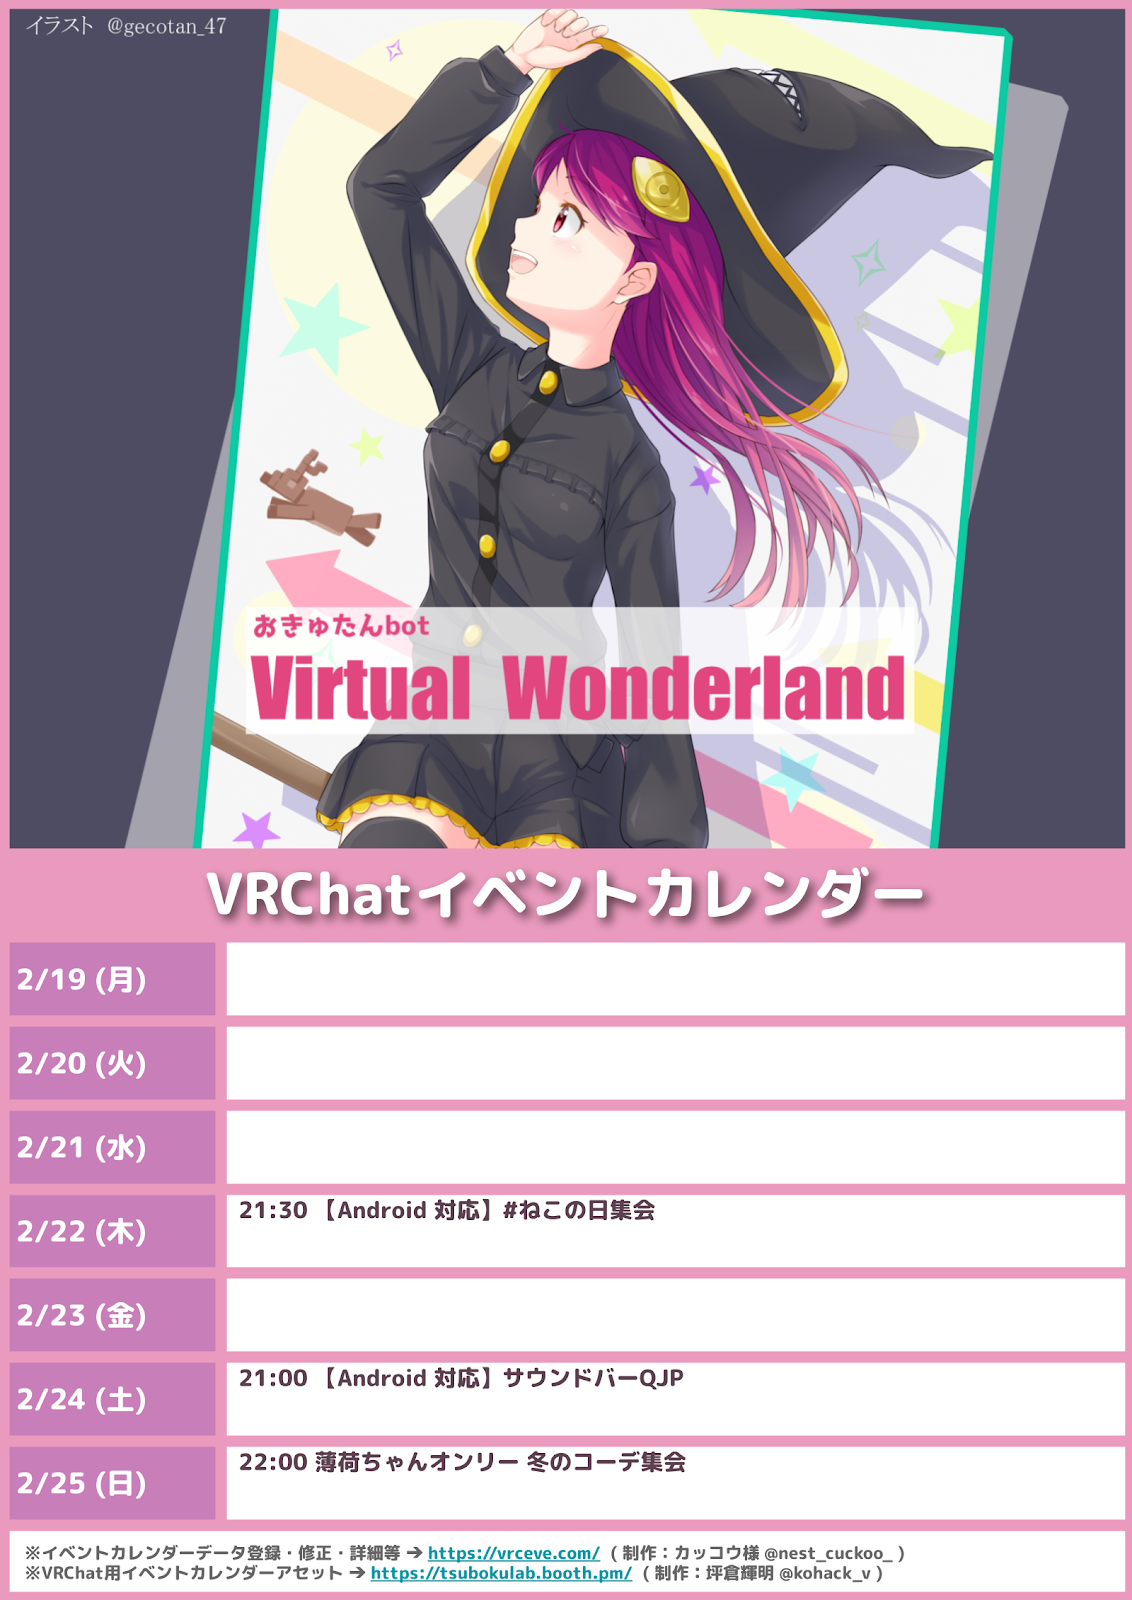 イラスト @gecotan_47
おきゅたんbot
Virtual Wonderland
VRChatイベントカレンダー
2/19 (月)
2/20 (火)
2/21 (水)
2/22 (木)
21:30 【Android 対応】#ねこの日集会
2/23 (金)
2/24 (土)
21:00 【Android 対応】サウンドバーQJP
2/25 (日)
22:00 薄荷ちゃんオンリー 冬のコーデ集会
※イベントカレンダーデータ登録・修正・詳細等 ➔ https://vrceve.com/ ( 制作：カッコウ様 @nest_cuckoo_ )
※VRChat用イベントカレンダーアセット ➔ https://tsubokulab.booth.pm/ ( 制作：坪倉輝明 @kohack_v )